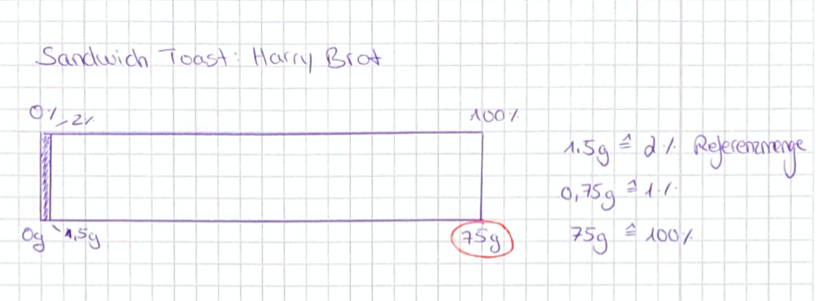 Sandwich Toast: Harry Brot
0% 2% 100%
0g 1,5g 75g
1,5g ≙ 2% Referenzmenge
0,75g ≙ 1%
75g ≙ 100%